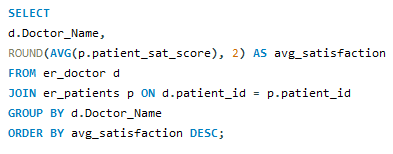 SELECT
d.Doctor_Name,
ROUND(AVG(p.patient_sat_score), 2) AS avg_satisfaction
FROM er_doctor d
JOIN er_patients p ON d.patient_id = p.patient_id
GROUP BY d.Doctor_Name
ORDER BY avg_satisfaction DESC;